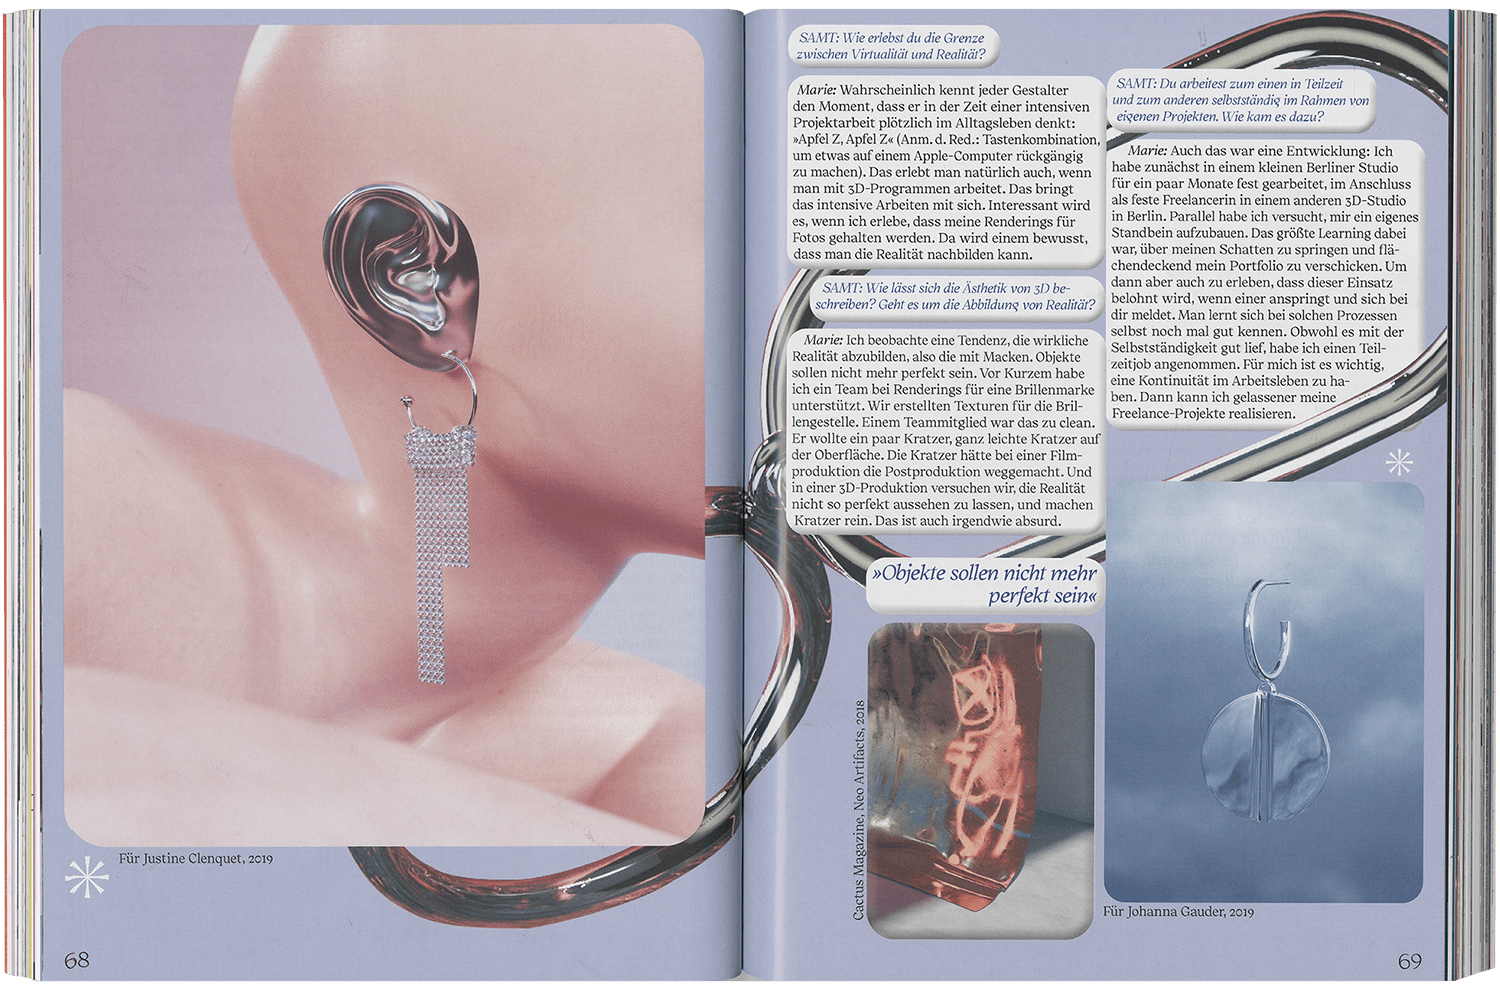 Für Justine Clenquet, 2019
68
SAMT: Wie erlebst du die Grenze
zwischen Virtualität und Realität?
Marie: Wahrscheinlich kennt jeder Gestalter
den Moment, dass er in der Zeit einer intensiven
Projektarbeit plötzlich im Alltagsleben denkt:
»Apfel Z, Apfel Z« (Anm. d. Red.: Tastenkombination,
um etwas auf einem Apple-Computer rückgängig
zu machen). Das erlebt man natürlich auch, wenn
man mit 3D-Programmen arbeitet. Das bringt
das intensive Arbeiten mit sich. Interessant wird
es, wenn ich erlebe, dass meine Renderings für
Fotos gehalten werden. Da wird einem bewusst,
dass man die Realität nachbilden kann.
SAMT: Wie lässt sich die Ästhetik von 3D be-
schreiben? Geht es um die Abbildung von Realität?
Marie: Ich beobachte eine Tendenz, die wirkliche
Realität abzubilden, also die mit Macken. Objekte
sollen nicht mehr perfekt sein. Vor Kurzem habe
ich ein Team bei Renderings für eine Brillenmarke
unterstützt. Wir erstellten Texturen für die Bril-
lengestelle. Einem Teammitglied war das zu clean.
Er wollte ein paar Kratzer, ganz leichte Kratzer auf
der Oberfläche. Die Kratzer hätte bei einer Film-
produktion die Postproduktion weggemacht. Und
in einer 3D-Produktion versuchen wir, die Realität
nicht so perfekt aussehen zu lassen, und machen
Kratzer rein. Das ist auch irgendwie absurd.
»Objekte sollen nicht mehr
perfekt sein«
Cactus Magazine, Neo Artifacts, 2018
SAMT: Du arbeitest zum einen in Teilzeit
und zum anderen selbstständig im Rahmen von
eigenen Projekten. Wie kam es dazu?
Marie: Auch das war eine Entwicklung: Ich
habe zunächst in einem kleinen Berliner Studio
für ein paar Monate fest gearbeitet, im Anschluss
als feste Freelancerin in einem anderen 3D-Studio
in Berlin. Parallel habe ich versucht, mir ein eigenes
Standbein aufzubauen. Das größte Learning dabei
war, über meinen Schatten zu springen und flä-
chendeckend mein Portfolio zu verschicken. Um
dann aber auch zu erleben, dass dieser Einsatz
belohnt wird, wenn einer anspringt und sich bei
dir meldet. Man lernt sich bei solchen Prozessen
selbst noch mal gut kennen. Obwohl es mit der
Selbstständigkeit gut lief, habe ich einen Teil-
zeitjob angenommen. Für mich ist es wichtig,
eine Kontinuität im Arbeitsleben zu ha-
ben. Dann kann ich gelassener meine
Freelance-Projekte realisieren.
Für Johanna Gauder, 2019
69